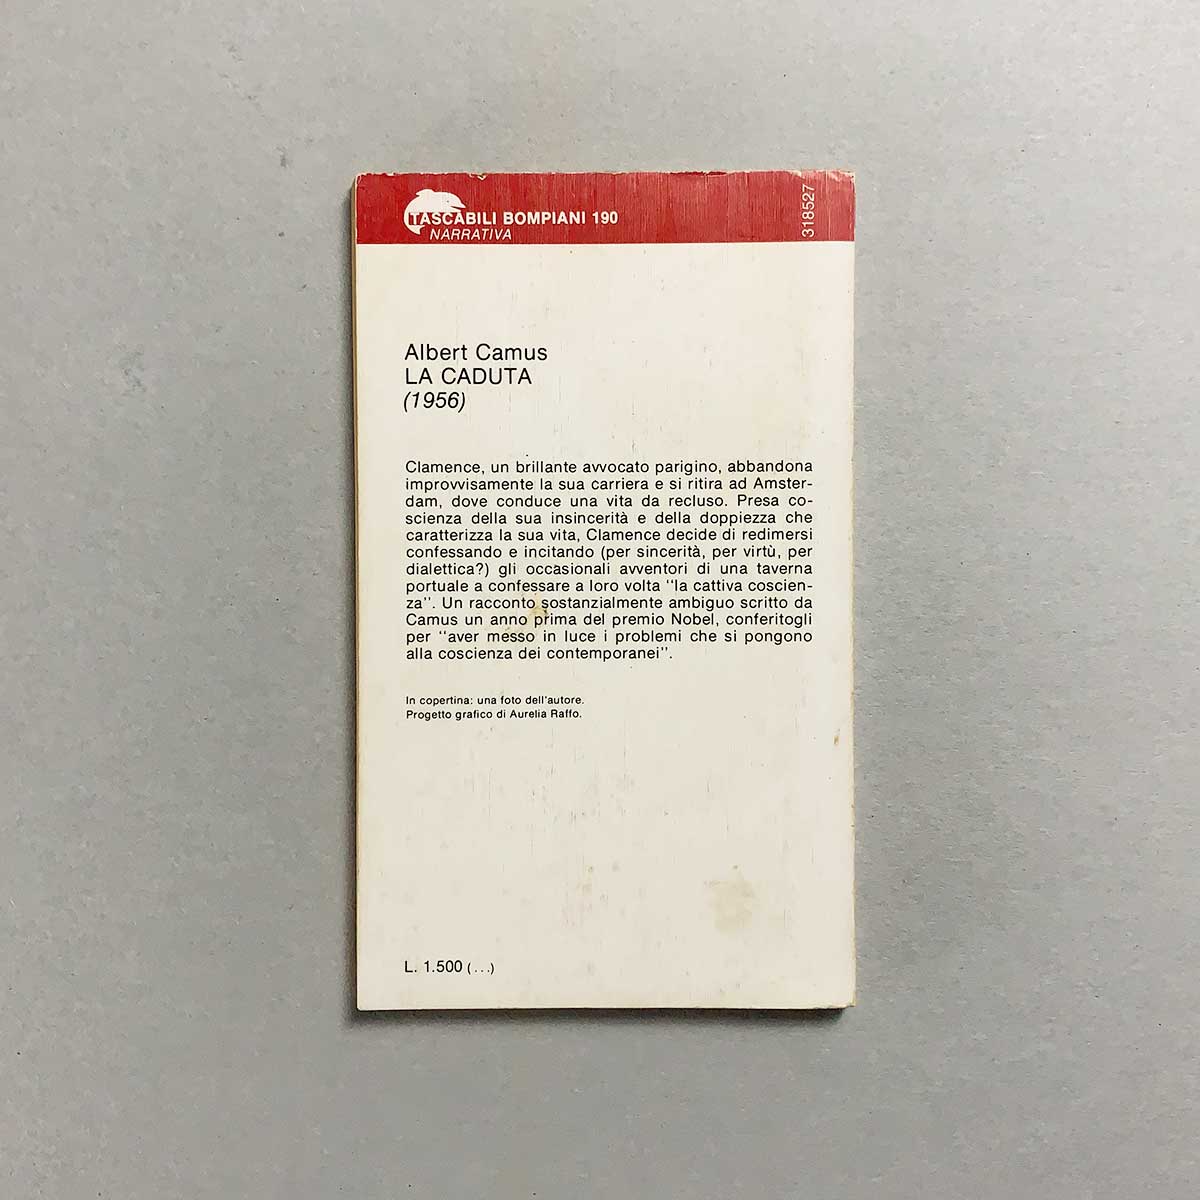 TASCABILI BOMPIANI 190
NARRATIVA
318527
Albert Camus
LA CADUTA
(1956)
Clamence, un brillante avvocato parigino, abbandona
improvvisamente la sua carriera e si ritira ad Amster-
dam, dove conduce una vita da recluso. Presa co-
scienza della sua insincerità e della doppiezza che
caratterizza la sua vita, Clamence decide di redimersi
confessando e incitando (per sincerità, per virtù, per
dialettica?) gli occasionali avventori di una taverna
portuale a confessare a loro volta "la cattiva coscien-
za". Un racconto sostanzialmente ambiguo scritto da
Camus un anno prima del premio Nobel, conferitogli
per "aver messo in luce i problemi che si pongono
alla coscienza dei contemporanei".
In copertina: una foto dell'autore.
Progetto grafico di Aurelia Raffo.
L. 1.500 (...)